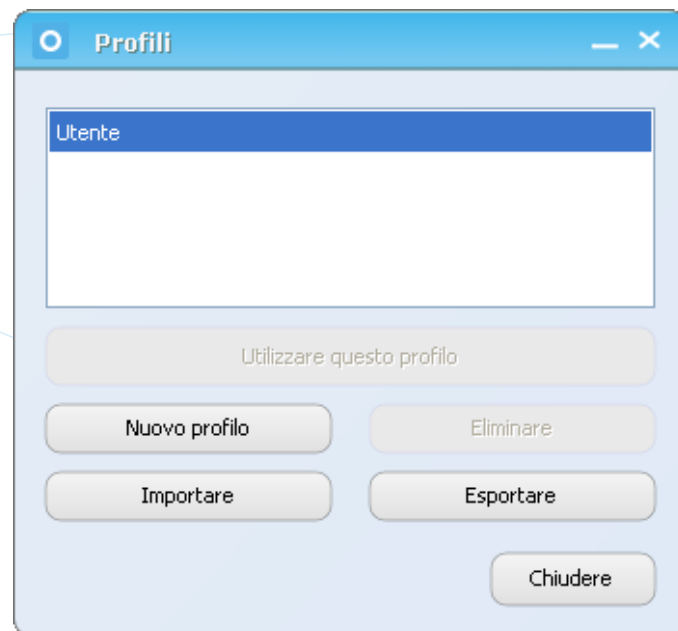 Profili
Utente
Utilizzare questo profilo
Nuovo profilo
Eliminare
Importare
Esportare
Chiudere